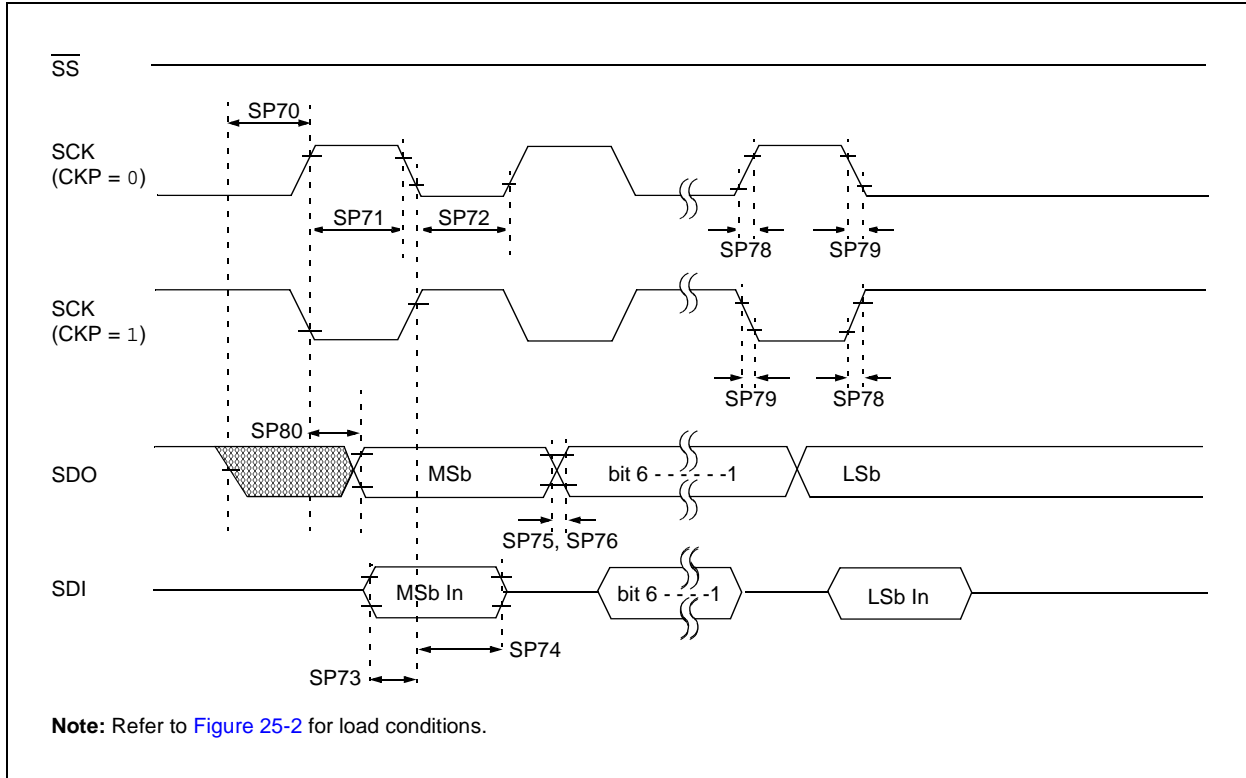 SS
SP70
SCK
(CKP = 0)
SP71
SP72
SP78
SP79
SCK
(CKP = 1)
SP79
SP78
SP80
SDO
MSb
bit 6 - - - - - -1
LSb
SP75, SP76
SDI
MSb In
bit 6 - - - - -1
LSb In
SP74
SP73
Note: Refer to Figure 25-2 for load conditions.